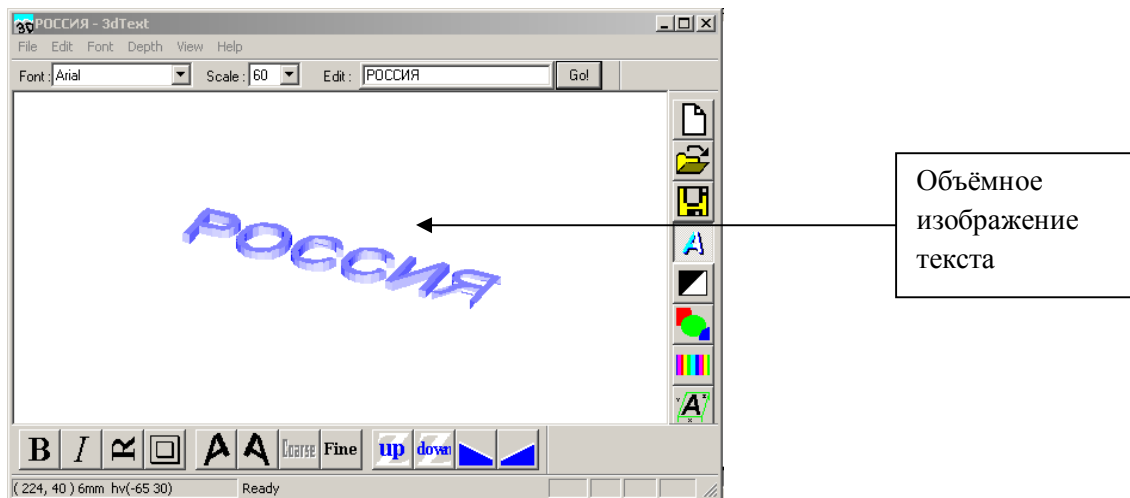 РОССИЯ - 3dText
File Edit Font Depth View Help
Font : Arial Scale : 60 Edit : РОССИЯ Go!
РОССИЯ
Объёмное
изображение
текста
B I R A A Coarse Fine up down
( 224, 40 ) 6mm hv(-65 30) Ready